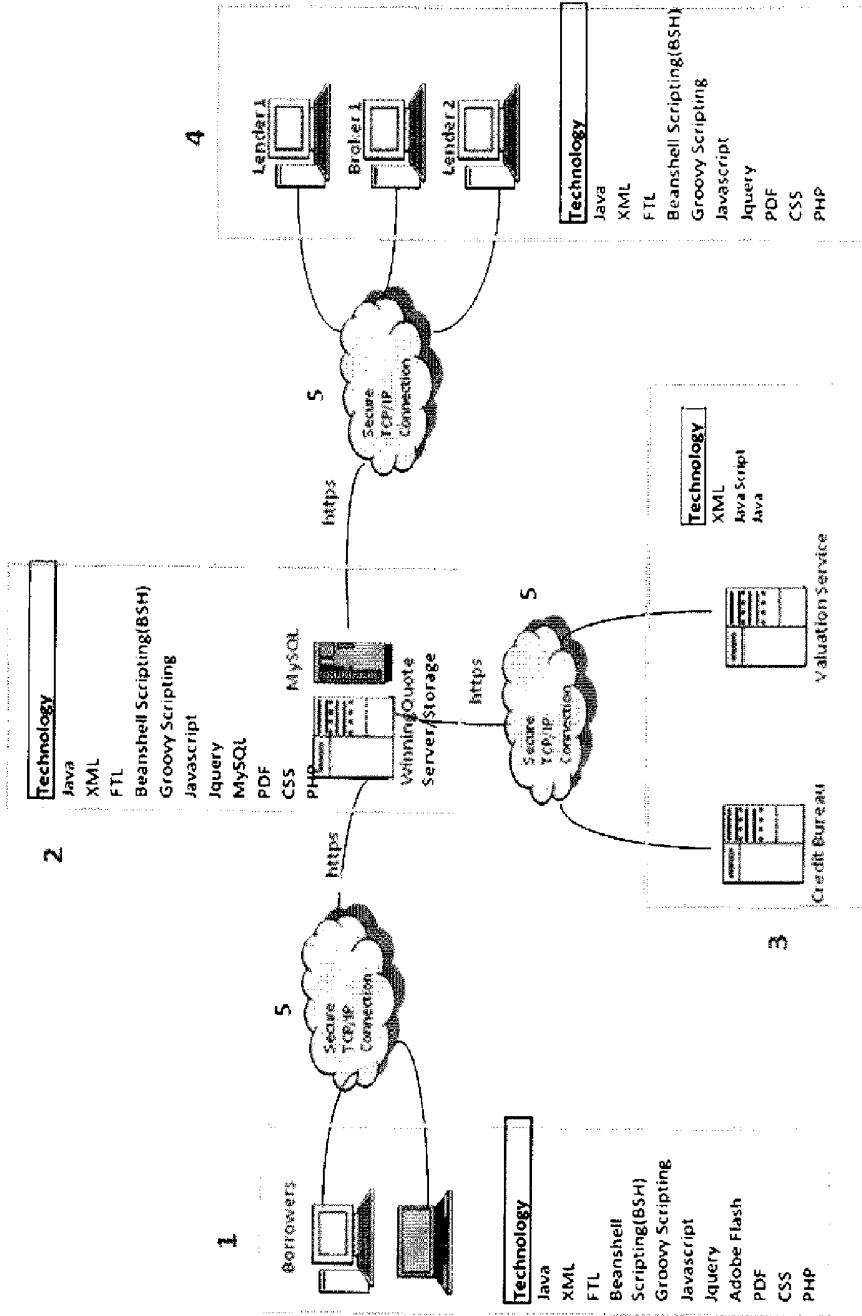 1
Borrowers
Technology
Java
XML
FTL
Beanshell
Scripting(BSH)
Groovy Scripting
Javascript
Jquery
Adobe Flash
PDF
CSS
PHP
5
Secure
TCP/IP
Connection
https
2
Technology
Java
XML
FTL
Beanshell Scripting(BSH)
Groovy Scripting
Javascript
Jquery
MySQL
PDF
CSS
PHP
MySQL
WinningQuote
Server/Storage
https
5
Secure
TCP/IP
Connection
https
5
Secure
TCP/IP
Connection
3
Credit Bureau
Valuation Service
Technology
XML
Java Script
Java
4
Lender 1
Broker 1
Lender 2
Technology
Java
XML
FTL
Beanshell Scripting(BSH)
Groovy Scripting
Javascript
Jquery
PDF
CSS
PHP